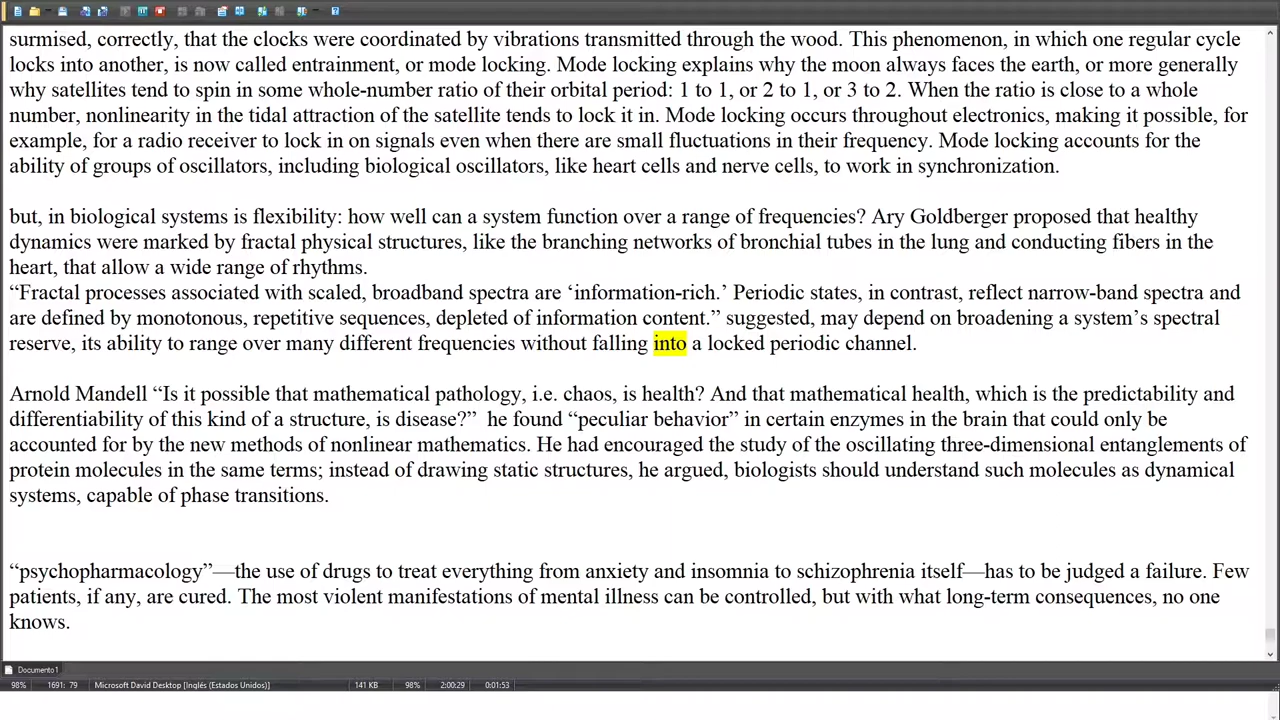 surmised, correctly, that the clocks were coordinated by vibrations transmitted through the wood. This phenomenon, in which one regular cycle
locks into another, is now called entrainment, or mode locking. Mode locking explains why the moon always faces the earth, or more generally
why satellites tend to spin in some whole-number ratio of their orbital period: 1 to 1, or 2 to 1, or 3 to 2. When the ratio is close to a whole
number, nonlinearity in the tidal attraction of the satellite tends to lock it in. Mode locking occurs throughout electronics, making it possible, for
example, for a radio receiver to lock in on signals even when there are small fluctuations in their frequency. Mode locking accounts for the
ability of groups of oscillators, including biological oscillators, like heart cells and nerve cells, to work in synchronization.
but, in biological systems is flexibility: how well can a system function over a range of frequencies? Ary Goldberger proposed that healthy
dynamics were marked by fractal physical structures, like the branching networks of bronchial tubes in the lung and conducting fibers in the
heart, that allow a wide range of rhythms.
“Fractal processes associated with scaled, broadband spectra are ‘information-rich.’ Periodic states, in contrast, reflect narrow-band spectra and
are defined by monotonous, repetitive sequences, depleted of information content.” suggested, may depend on broadening a system’s spectral
reserve, its ability to range over many different frequencies without falling into a locked periodic channel.
Arnold Mandell “Is it possible that mathematical pathology, i.e. chaos, is health? And that mathematical health, which is the predictability and
differentiability of this kind of a structure, is disease?”  he found “peculiar behavior” in certain enzymes in the brain that could only be
accounted for by the new methods of nonlinear mathematics. He had encouraged the study of the oscillating three-dimensional entanglements of
protein molecules in the same terms; instead of drawing static structures, he argued, biologists should understand such molecules as dynamical
systems, capable of phase transitions.
“psychopharmacology”—the use of drugs to treat everything from anxiety and insomnia to schizophrenia itself—has to be judged a failure. Few
patients, if any, are cured. The most violent manifestations of mental illness can be controlled, but with what long-term consequences, no one
knows.
Documento1
98% 1691: 79 Microsoft David Desktop [Inglés (Estados Unidos)] 141 KB 98% 2:00:29 0:01:53